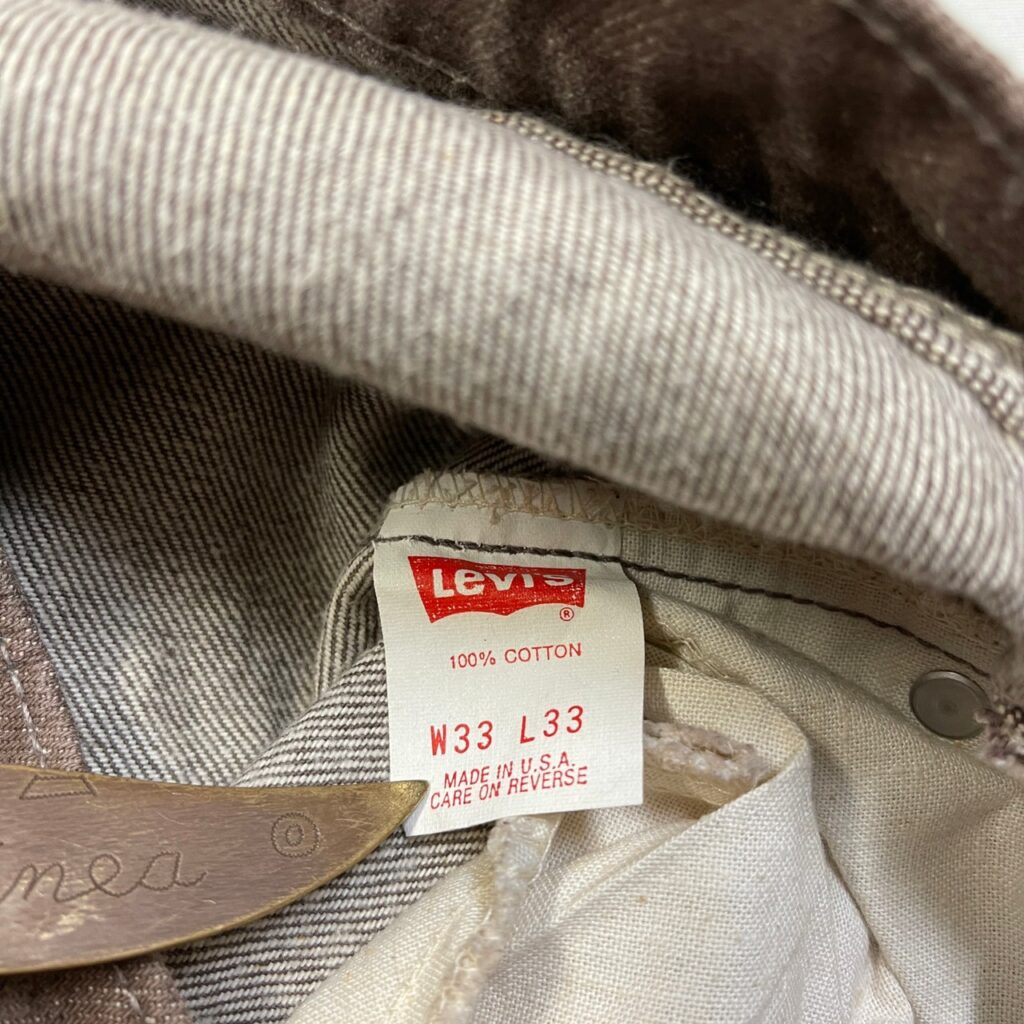 Levi's
®
100% COTTON
W33 L33
MADE IN U.S.A.
CARE ON REVERSE